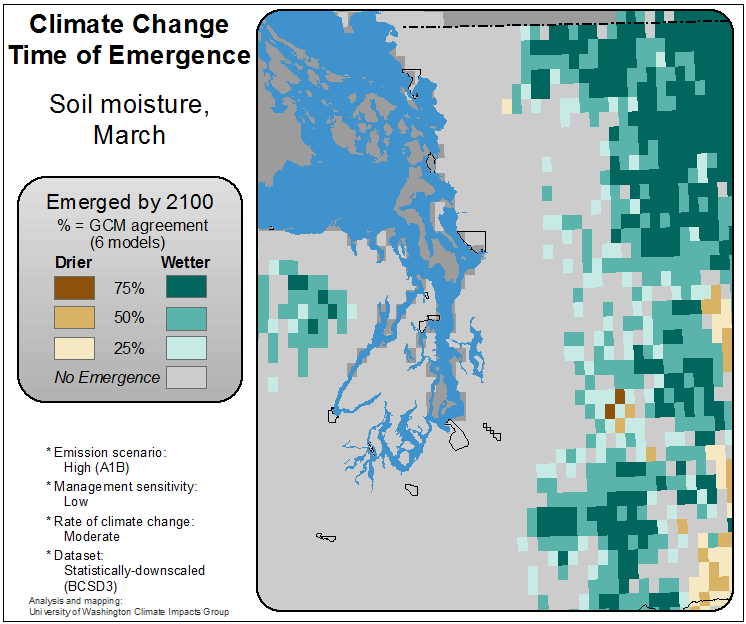 Climate Change
Time of Emergence
Soil moisture,
March
Emerged by 2100
% = GCM agreement
(6 models)
Drier Wetter
75%
50%
25%
No Emergence
* Emission scenario:
High (A1B)
* Management sensitivity:
Low
* Rate of climate change:
Moderate
* Dataset:
Statistically-downscaled
(BCSD3)
Analysis and mapping:
University of Washington Climate Impacts Group